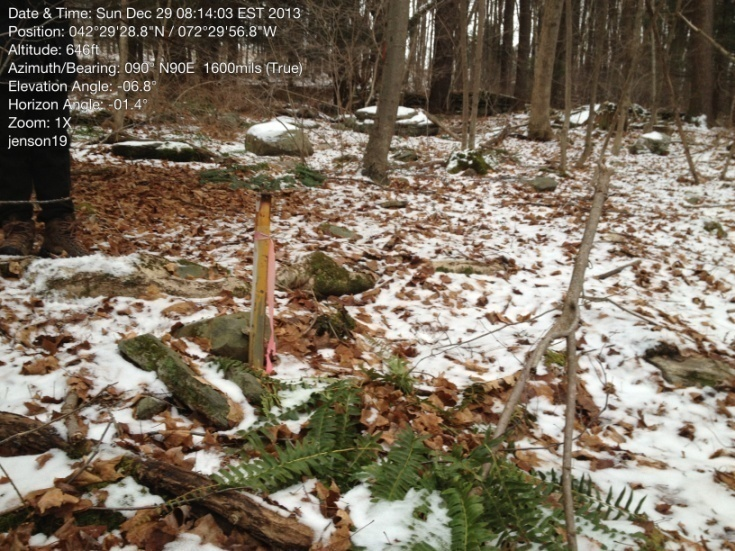 Date & Time: Sun Dec 29 08:14:03 EST 2013
Position: 042°29'28.8"N / 072°29'56.8"W
Altitude: 646ft
Azimuth/Bearing: 090° N90E 1600mils (True)
Elevation Angle: -06.8°
Horizon Angle: -01.4°
Zoom: 1X
jenson19